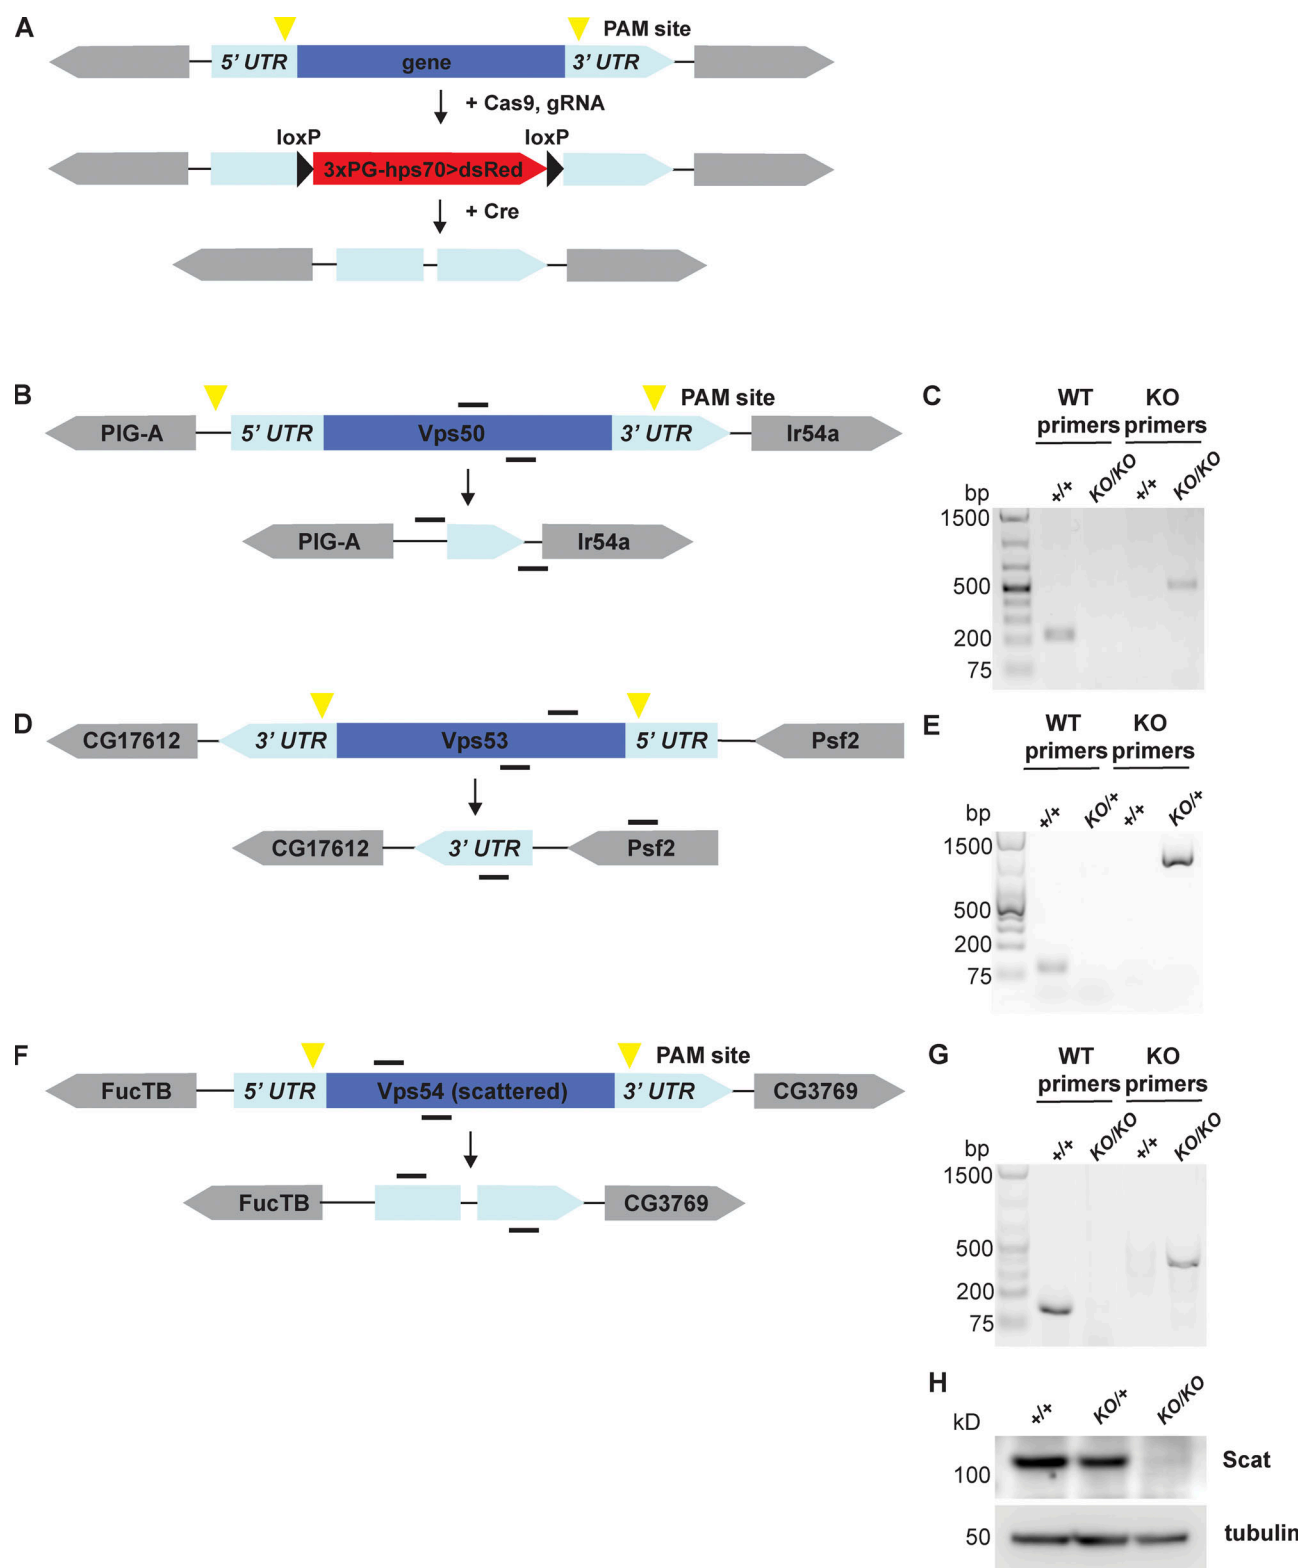 A
PAM site
5' UTR gene 3' UTR
+ Cas9, gRNA
loxP loxP
3xPG-hps70>dsRed
+ Cre
B
PAM site
PIG-A 5' UTR Vps50 3' UTR Ir54a
PIG-A Ir54a
C
WT KO
primers primers
+/+ KO/KO +/+ KO/KO
bp
1500
500
200
75
D
CG17612 3' UTR Vps53 5' UTR Psf2
CG17612 3' UTR Psf2
E
WT KO
primers primers
+/+ KO/+ +/+ KO/+
bp
1500
500
200
75
F
PAM site
FucTB 5' UTR Vps54 (scattered) 3' UTR CG3769
FucTB CG3769
G
WT KO
primers primers
+/+ KO/KO +/+ KO/KO
bp
1500
500
200
75
H
+/+ KO/+ KO/KO
kD
100 Scat
50 tubulin